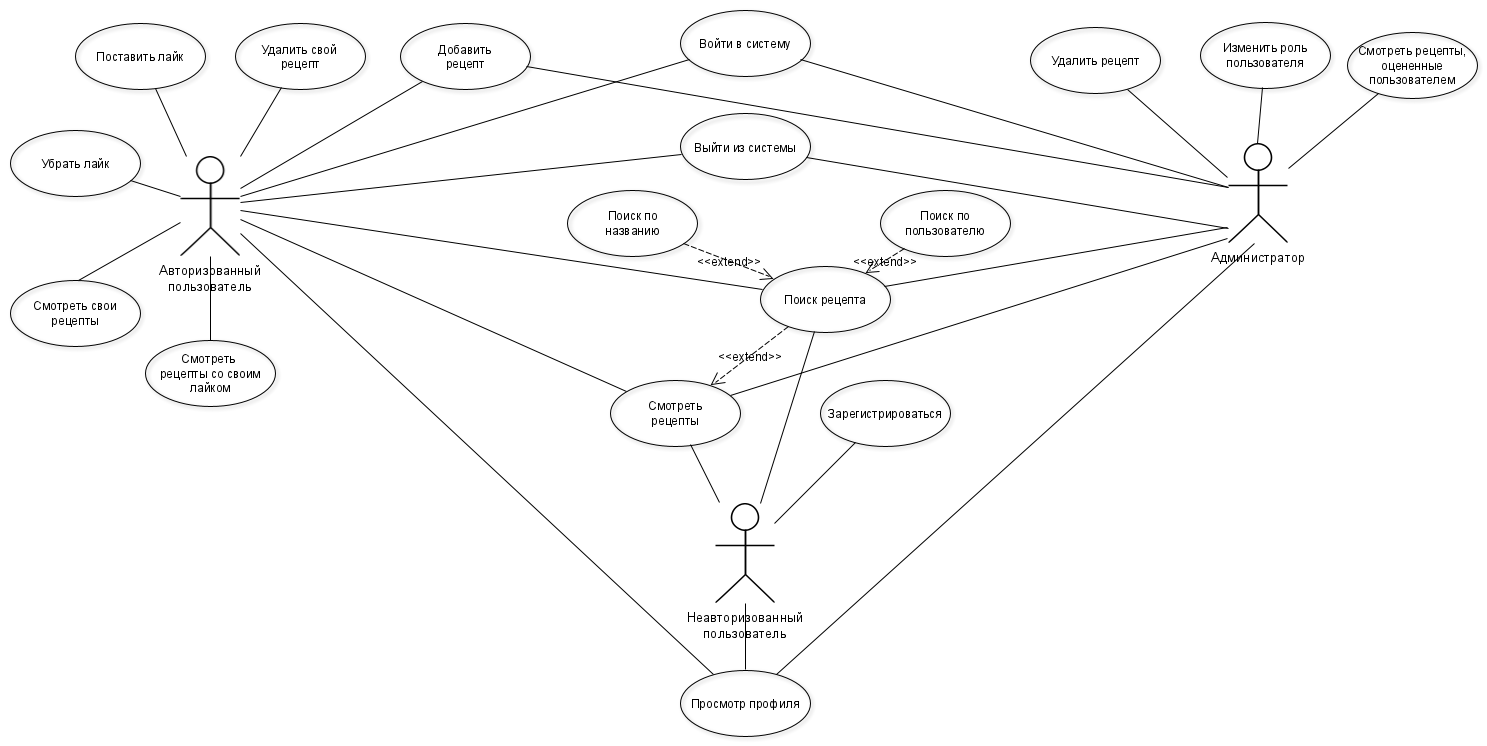 Поставить лайк
Удалить свой
рецепт
Добавить
рецепт
Войти в систему
Удалить рецепт
Изменить роль
пользователя
Смотреть рецепты,
оцененные
пользователем
Убрать лайк
Выйти из системы
Поиск по
названию
Поиск по
пользователю
<<extend>>
<<extend>>
Авторизрванный
пользователь
Администратор
Смотреть свои
рецепты
Поиск рецепта
Смотреть
рецепты со своим
лайком
<<extend>>
Смотреть
рецепты
Зарегистрироваться
Неавторизованный
пользователь
Просмотр профиля